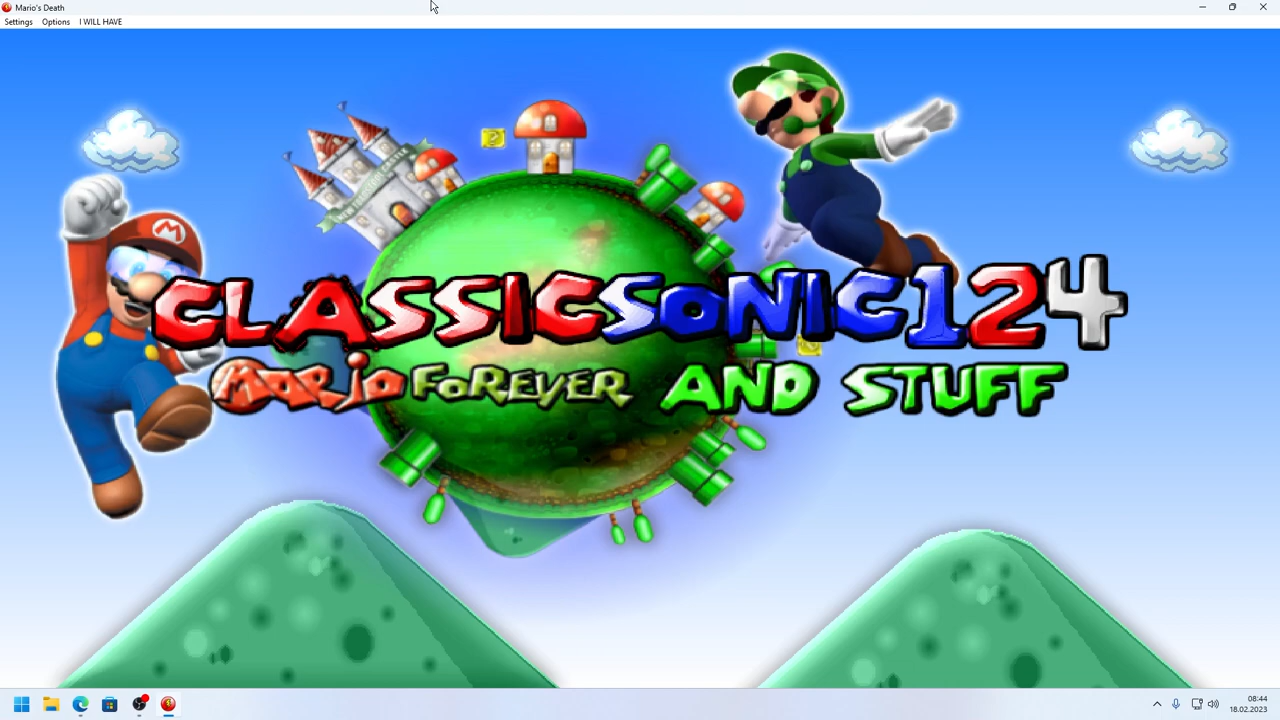 Mario's Death
Settings Options I WILL HAVE
M
?
CLASSICSONIC124
MARIO FOREVER AND STUFF
08:44
18.02.2023